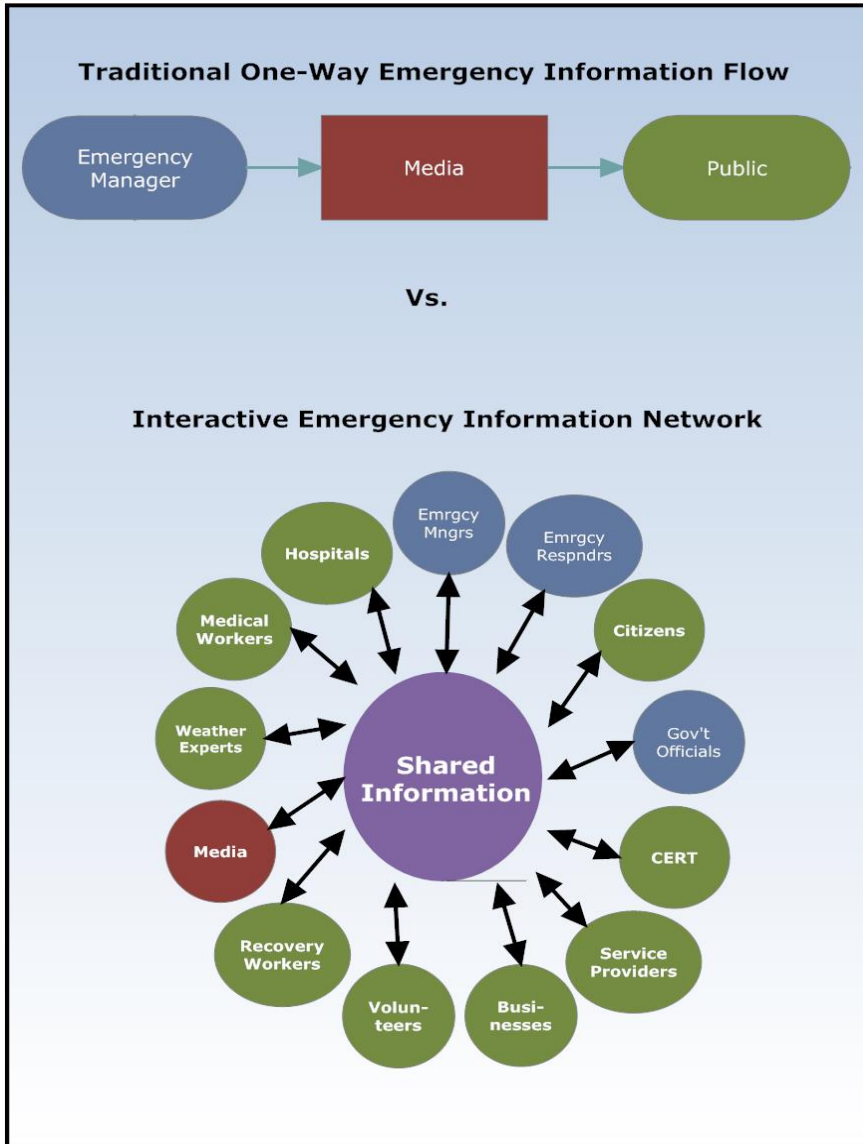 Traditional One-Way Emergency Information Flow
Emergency
Manager
Media
Public
Vs.
Interactive Emergency Information Network
Emrgcy
Mngrs
Emrgcy
Respndrs
Hospitals
Citizens
Medical
Workers
Gov't
Officials
Weather
Experts
Shared
Information
Media
CERT
Recovery
Workers
Service
Providers
Volun-
teers
Busi-
nesses